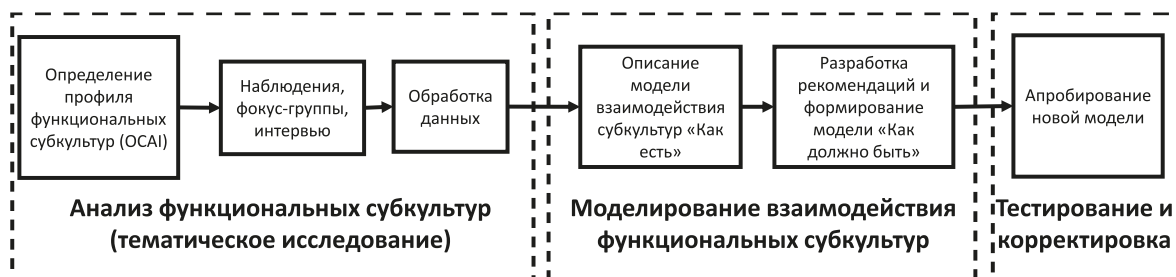 Определение
профиля
функциональных
субкультур (OCAI)
Наблюдения,
фокус-группы,
интервью
Обработка
данных
Описание
модели
взаимодействия
субкультур «Как
есть»
Разработка
рекомендаций и
формирование
модели «Как
должно быть»
Апробирование
новой модели
Анализ функциональных субкультур
(тематическое исследование)
Моделирование взаимодействия
функциональных субкультур
Тестирование и
корректировка